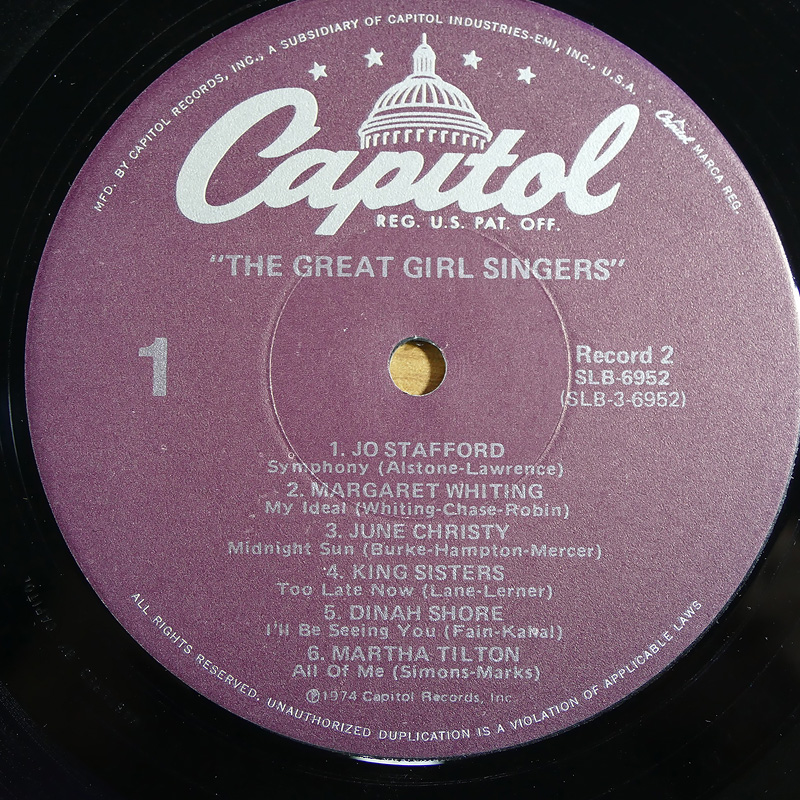 MFD. BY CAPITOL RECORDS, INC., A SUBSIDIARY OF CAPITOL INDUSTRIES-EMI, INC., U.S.A. · Capitol MARCA REG.
Capitol
REG. U.S. PAT. OFF.
"THE GREAT GIRL SINGERS"
1
Record 2
SLB-6952
(SLB-3-6952)
1. JO STAFFORD
Symphony (Alstone-Lawrence)
2. MARGARET WHITING
My Ideal (Whiting-Chase-Robin)
3. JUNE CHRISTY
Midnight Sun (Burke-Hampton-Mercer)
4. KING SISTERS
Too Late Now (Lane-Lerner)
5. DINAH SHORE
I'll Be Seeing You (Fain-Kahal)
6. MARTHA TILTON
All Of Me (Simons-Marks)
℗1974 Capitol Records, Inc.
ALL RIGHTS RESERVED. UNAUTHORIZED DUPLICATION IS A VIOLATION OF APPLICABLE LAWS